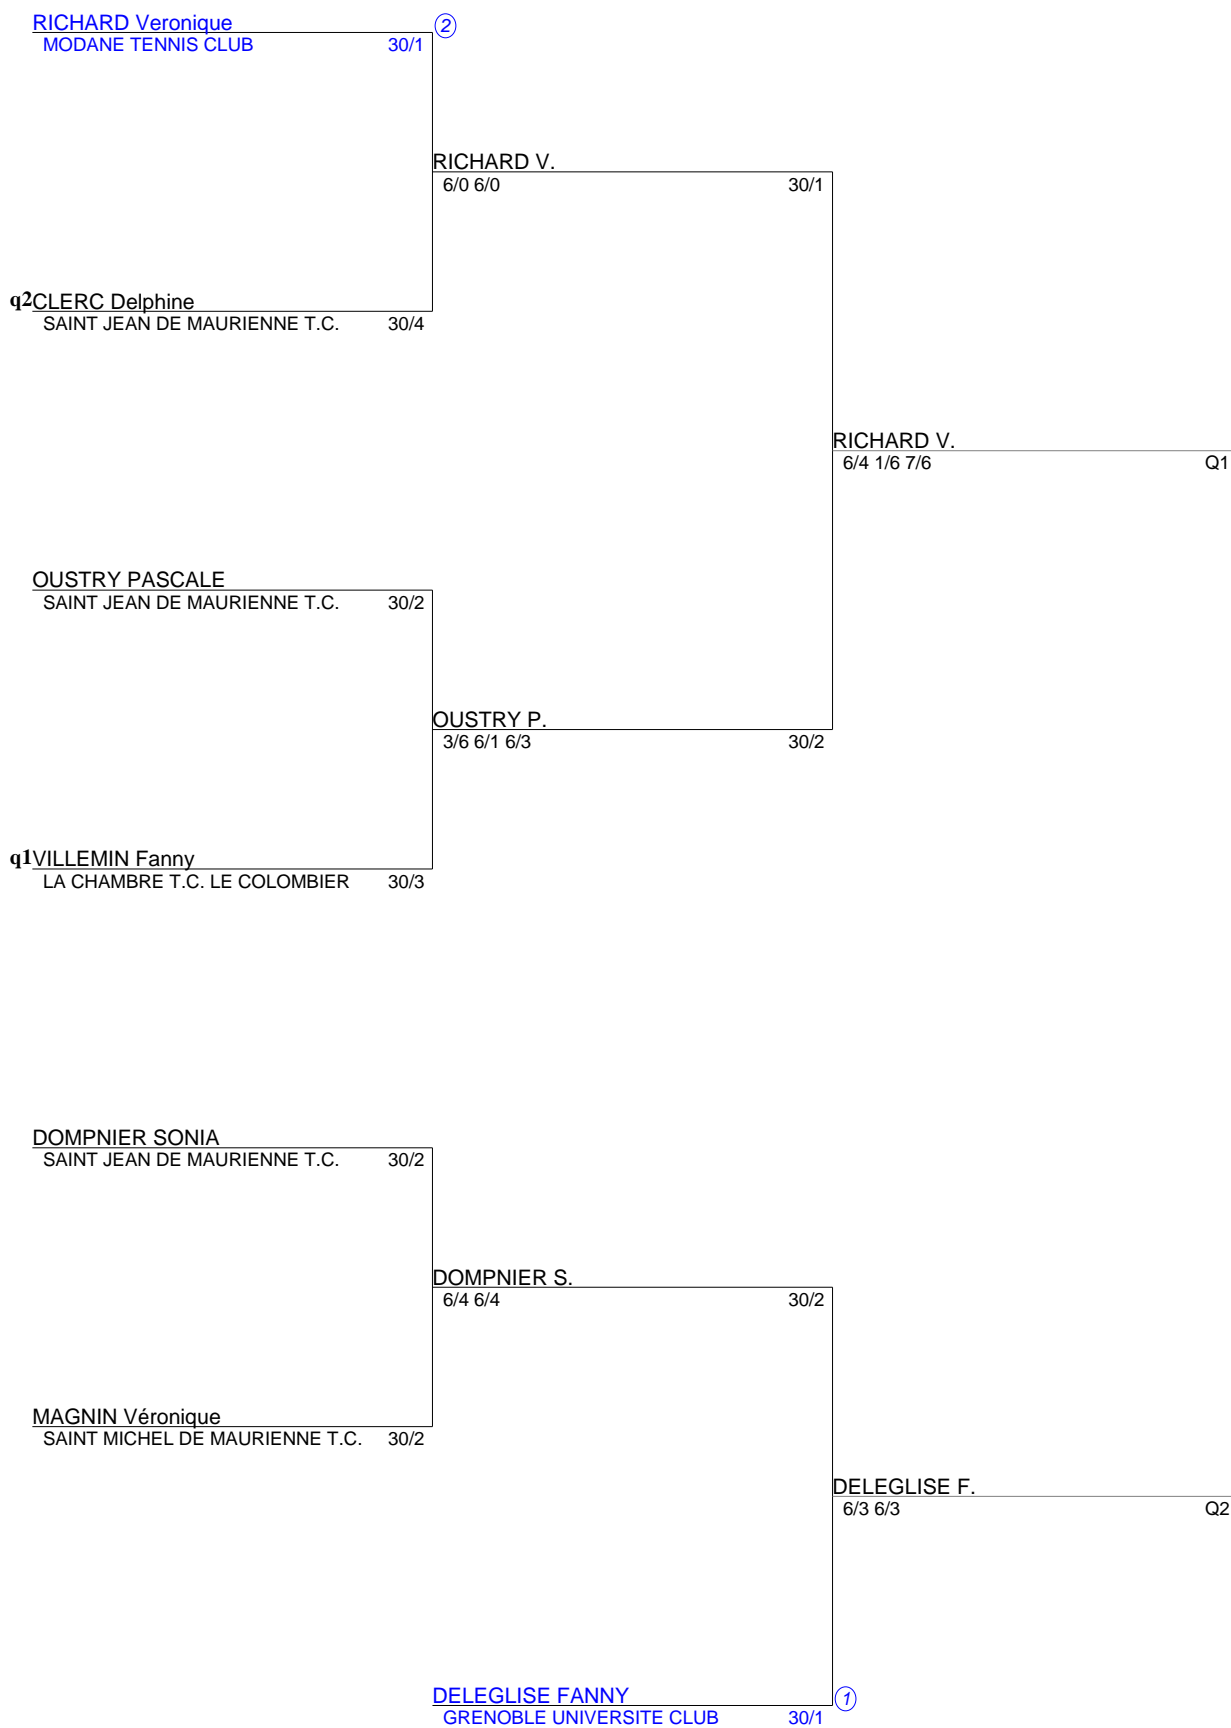 RICHARD Veronique
2
MODANE TENNIS CLUB 30/1
RICHARD V.
6/0 6/0 30/1
q2 CLERC Delphine
SAINT JEAN DE MAURIENNE T.C. 30/4
RICHARD V.
6/4 1/6 7/6 Q1
OUSTRY PASCALE
SAINT JEAN DE MAURIENNE T.C. 30/2
OUSTRY P.
3/6 6/1 6/3 30/2
q1 VILLEMIN Fanny
LA CHAMBRE T.C. LE COLOMBIER 30/3
DOMPNIER SONIA
SAINT JEAN DE MAURIENNE T.C. 30/2
DOMPNIER S.
6/4 6/4 30/2
MAGNIN Véronique
SAINT MICHEL DE MAURIENNE T.C. 30/2
DELEGLISE F.
6/3 6/3 Q2
DELEGLISE FANNY
1
GRENOBLE UNIVERSITE CLUB 30/1